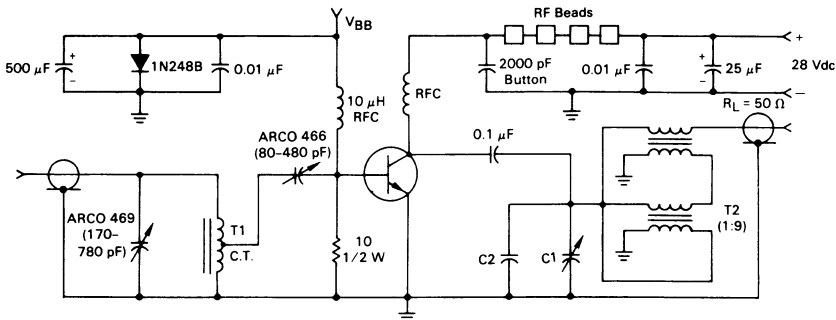 RF Beads
VBB
+
500 μF
+
−
1N248B
0.01 μF
2000 pF
Button
0.01 μF
+
−
25 μF
28 Vdc
−
10 μH
RFC
RFC
RL = 50 Ω
ARCO 466
(80–480 pF)
0.1 μF
ARCO 469
(170–
780 pF)
T1
C.T.
10
1/2 W
C2
C1
T2
(1:9)